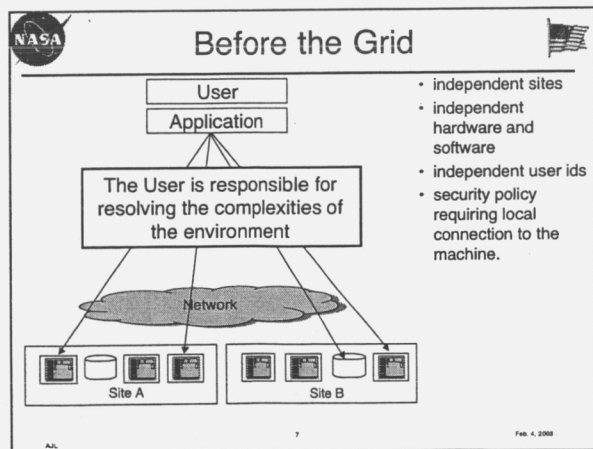 NASA
Before the Grid
User
Application
The User is responsible for
resolving the complexities of
the environment
Network
Site A
Site B
• independent sites
• independent
hardware and
software
• independent user ids
• security policy
requiring local
connection to the
machine.
AJL
7
Feb. 4, 2003